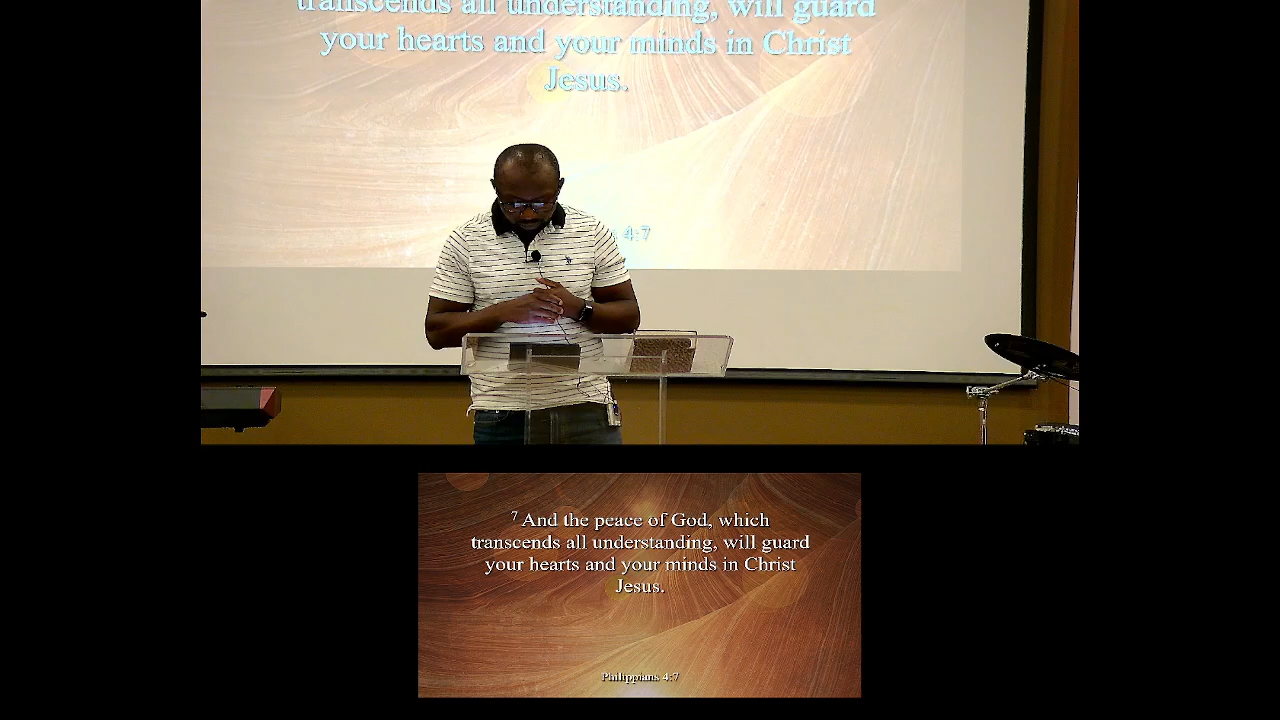 transcends all understanding, will guard
your hearts and your minds in Christ
Jesus.
4:7
7 And the peace of God, which
transcends all understanding, will guard
your hearts and your minds in Christ
Jesus.
Philippians 4:7